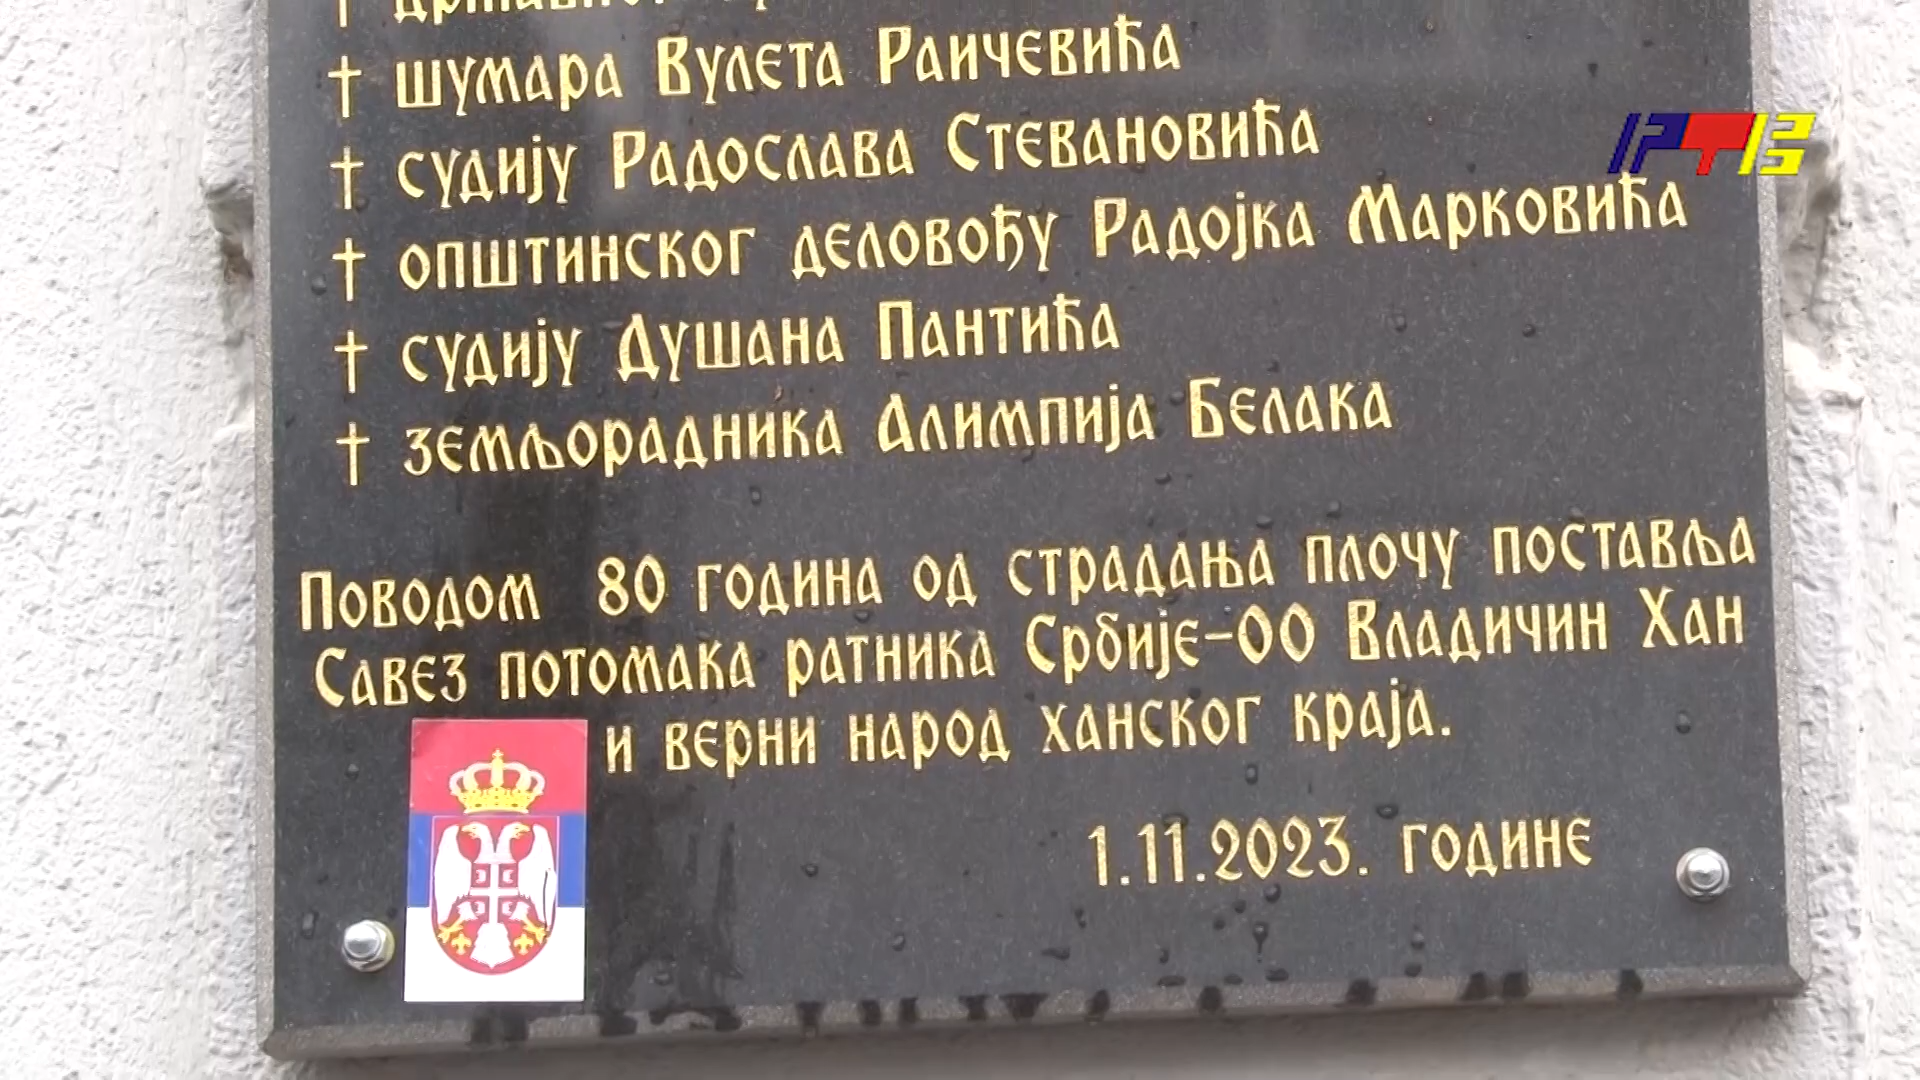 † шумара Вулета Раичевића
† судију Радослава Стевановића
† општинског деловођу Радојка Марковића
† судију Душана Пантића
† земљорадника Алимпија Белака
Поводом 80 година од страдања плочу поставља
Савез потомака ратника Србије-ОО Владичин Хан
и верни народ ханског краја.
1.11.2023. године